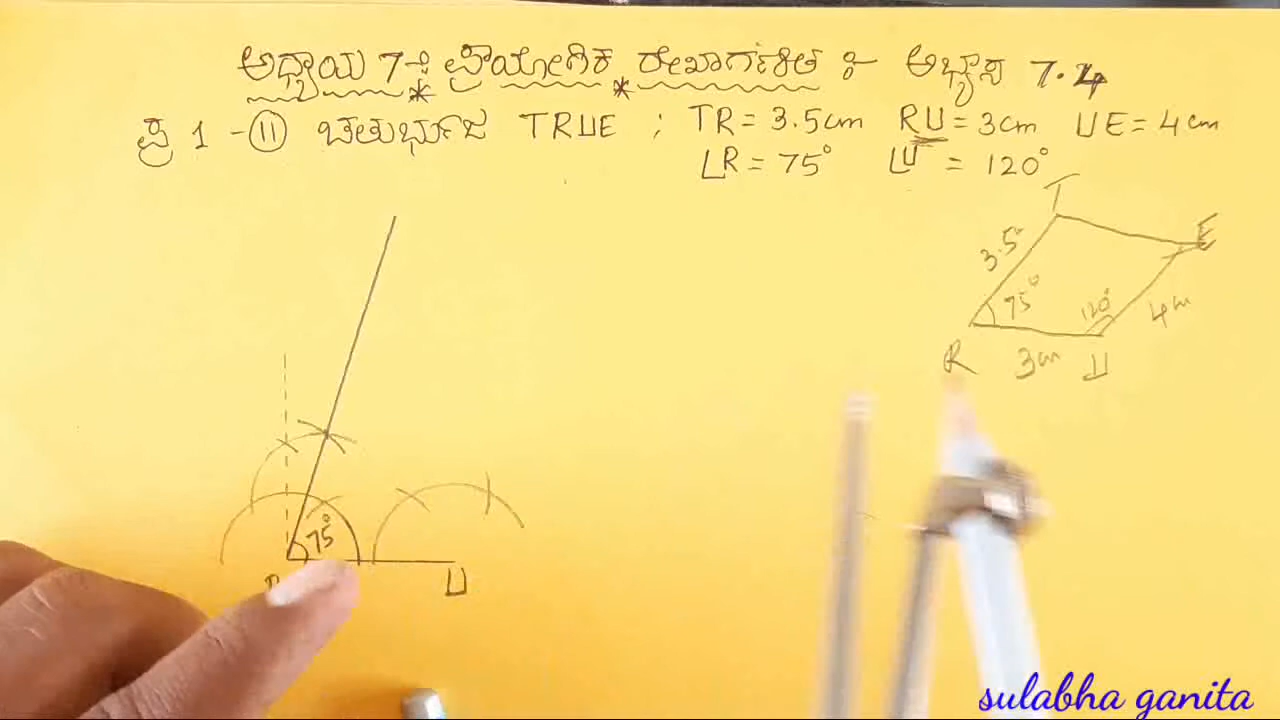 ಅಧ್ಯಾಯ 7 :- ಪ್ರಾಯೋಗಿಕ ರೇಖಾಗಣಿತ :- ಅಭ್ಯಾಸ 7.4
ಪ್ರ 1 - II ಚತುರ್ಭುಜ TRUE ; TR = 3.5cm RU = 3cm UE = 4cm
∟R = 75° ∟U = 120°
T
E
3.5
75° 120° 4cm
R 3cm U
75°
U
sulabha ganita